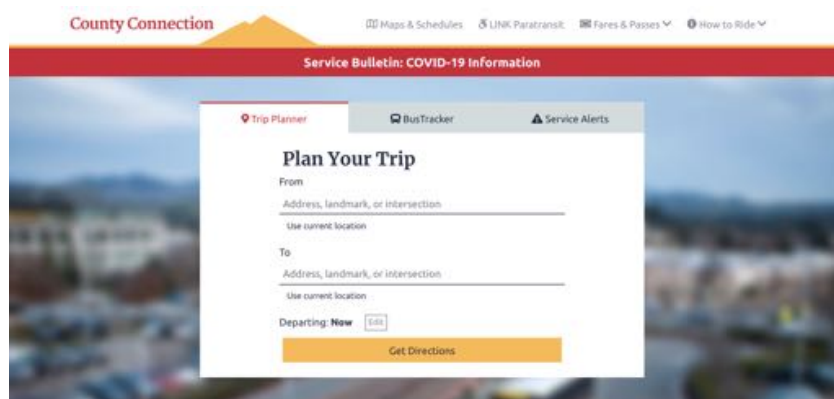 County Connection
Maps & Schedules LINK Paratransit Fares & Passes How to Ride
Service Bulletin: COVID-19 Information
Trip Planner BusTracker Service Alerts
Plan Your Trip
From
Address, landmark, or intersection
Use current location
To
Address, landmark, or intersection
Use current location
Departing: Now Edit
Get Directions